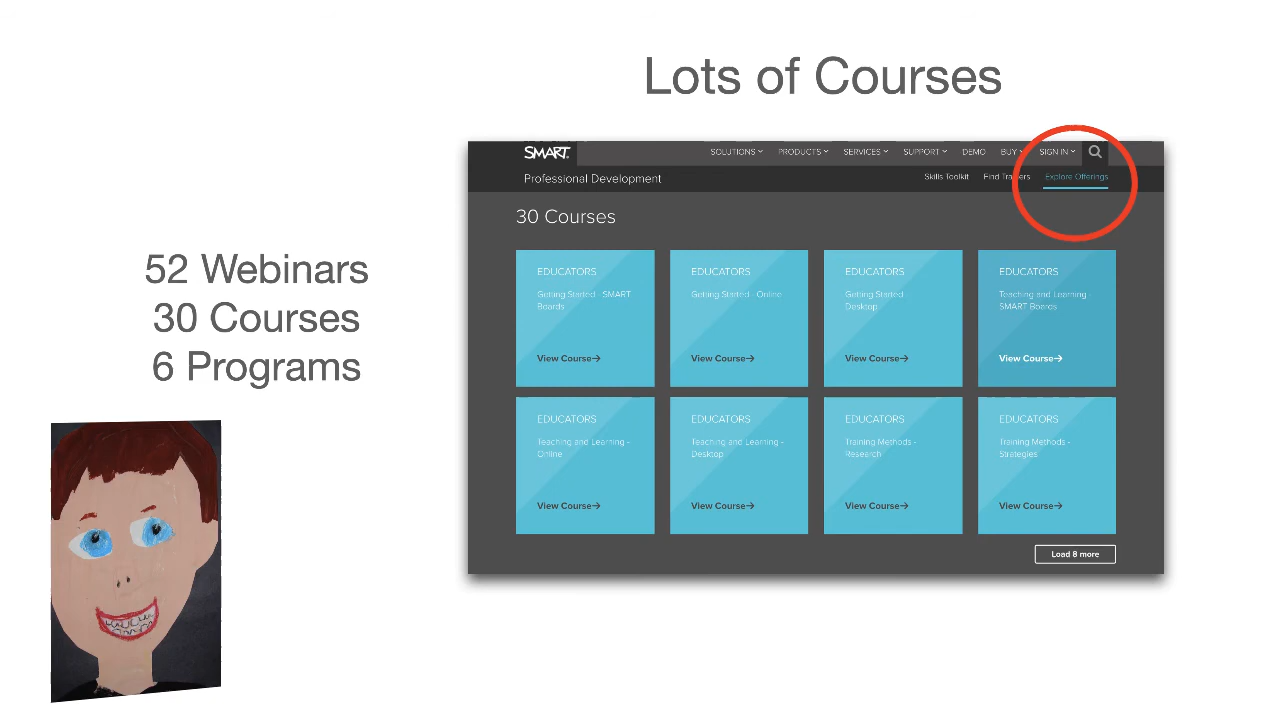 Lots of Courses
52 Webinars
30 Courses
6 Programs
SMART
SOLUTIONS PRODUCTS SERVICES SUPPORT DEMO BUY SIGN IN
Professional Development
Skills Toolkit Find Trainers Explore Offerings
30 Courses
EDUCATORS
Getting Started - SMART
Boards
View Course→
EDUCATORS
Getting Started - Online
View Course→
EDUCATORS
Getting Started
Desktop
View Course→
EDUCATORS
Teaching and Learning -
SMART Boards
View Course→
EDUCATORS
Teaching and Learning -
Online
View Course→
EDUCATORS
Teaching and Learning -
Desktop
View Course→
EDUCATORS
Training Methods -
Research
View Course→
EDUCATORS
Training Methods -
Strategies
View Course→
Load 8 more